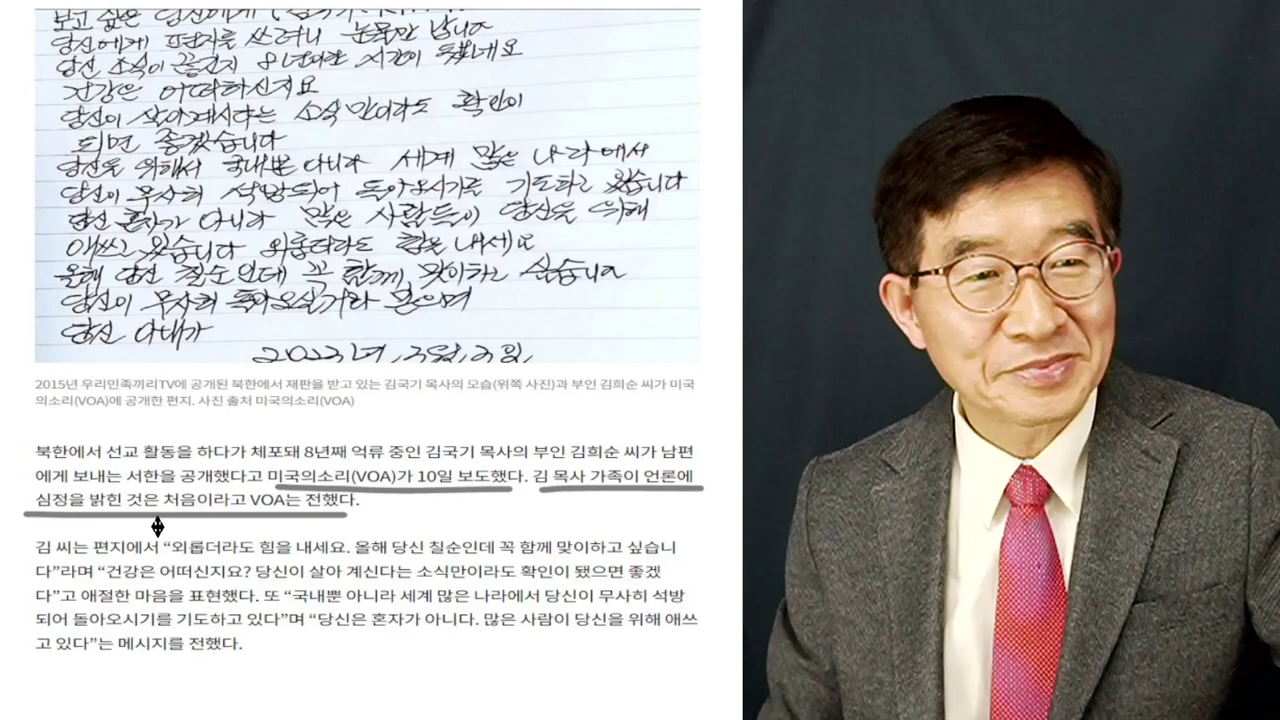 보고 싶은 당신에게
당신에게 편지를 쓰려니 눈물만 납니다
당신 소식이 끊긴지 8년이란 시간이 됐네요
건강은 어떠하신지요
당신이 살아계시다는 소식만이라도 확인이
되면 좋겠습니다
당신을 위해서 국내뿐 아니라 세계 많은 나라에서
당신이 무사히 석방되어 돌아오시기를 기도하고 있습니다
당신 혼자가 아니라 많은 사람들이 당신을 위해
애쓰고 있습니다 외롭더라도 힘을 내세요
올해 당신 칠순인데 꼭 함께 맞이하고 싶습니다
당신이 무사히 돌아오실거라 믿으며
당신 아내가
2023년, 3월, 2일,
2015년 우리민족끼리TV에 공개된 북한에서 재판을 받고 있는 김국기 목사의 모습(위쪽 사진)과 부인 김희순 씨가 미국
의소리(VOA)에 공개한 편지. 사진 출처 미국의소리(VOA)
북한에서 선교 활동을 하다가 체포돼 8년째 억류 중인 김국기 목사의 부인 김희순 씨가 남편
에게 보내는 서한을 공개했다고 미국의소리(VOA)가 10일 보도했다. 김 목사 가족이 언론에
심정을 밝힌 것은 처음이라고 VOA는 전했다.
김 씨는 편지에서 “외롭더라도 힘을 내세요. 올해 당신 칠순인데 꼭 함께 맞이하고 싶습니
다”라며 “건강은 어떠신지요? 당신이 살아 계신다는 소식만이라도 확인이 됐으면 좋겠
다”고 애절한 마음을 표현했다. 또 “국내뿐 아니라 세계 많은 나라에서 당신이 무사히 석방
되어 돌아오시기를 기도하고 있다”며 “당신은 혼자가 아니다. 많은 사람이 당신을 위해 애쓰
고 있다”는 메시지를 전했다.